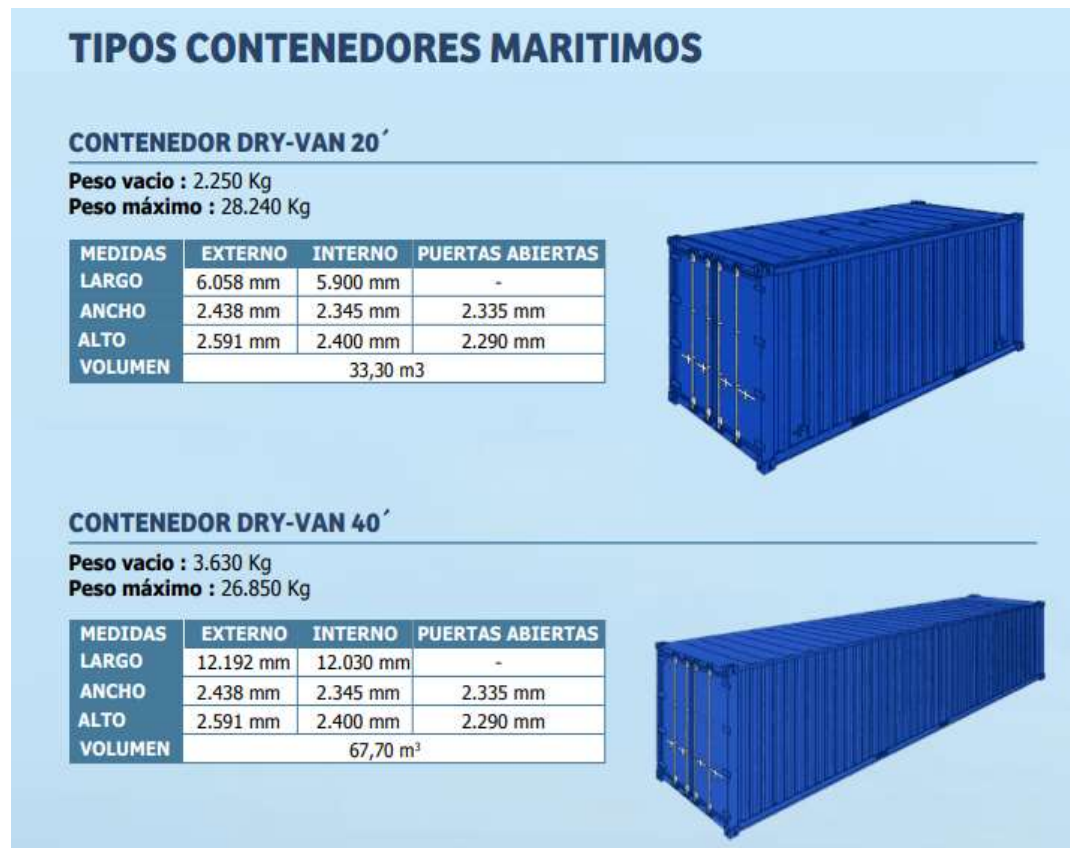 TIPOS CONTENEDORES MARITIMOS
CONTENEDOR DRY-VAN 20´
Peso vacio : 2.250 Kg
Peso máximo : 28.240 Kg
MEDIDAS EXTERNO INTERNO PUERTAS ABIERTAS
LARGO 6.058 mm 5.900 mm -
ANCHO 2.438 mm 2.345 mm 2.335 mm
ALTO 2.591 mm 2.400 mm 2.290 mm
VOLUMEN 33,30 m3
CONTENEDOR DRY-VAN 40´
Peso vacio : 3.630 Kg
Peso máximo : 26.850 Kg
MEDIDAS EXTERNO INTERNO PUERTAS ABIERTAS
LARGO 12.192 mm 12.030 mm -
ANCHO 2.438 mm 2.345 mm 2.335 mm
ALTO 2.591 mm 2.400 mm 2.290 mm
VOLUMEN 67,70 m³